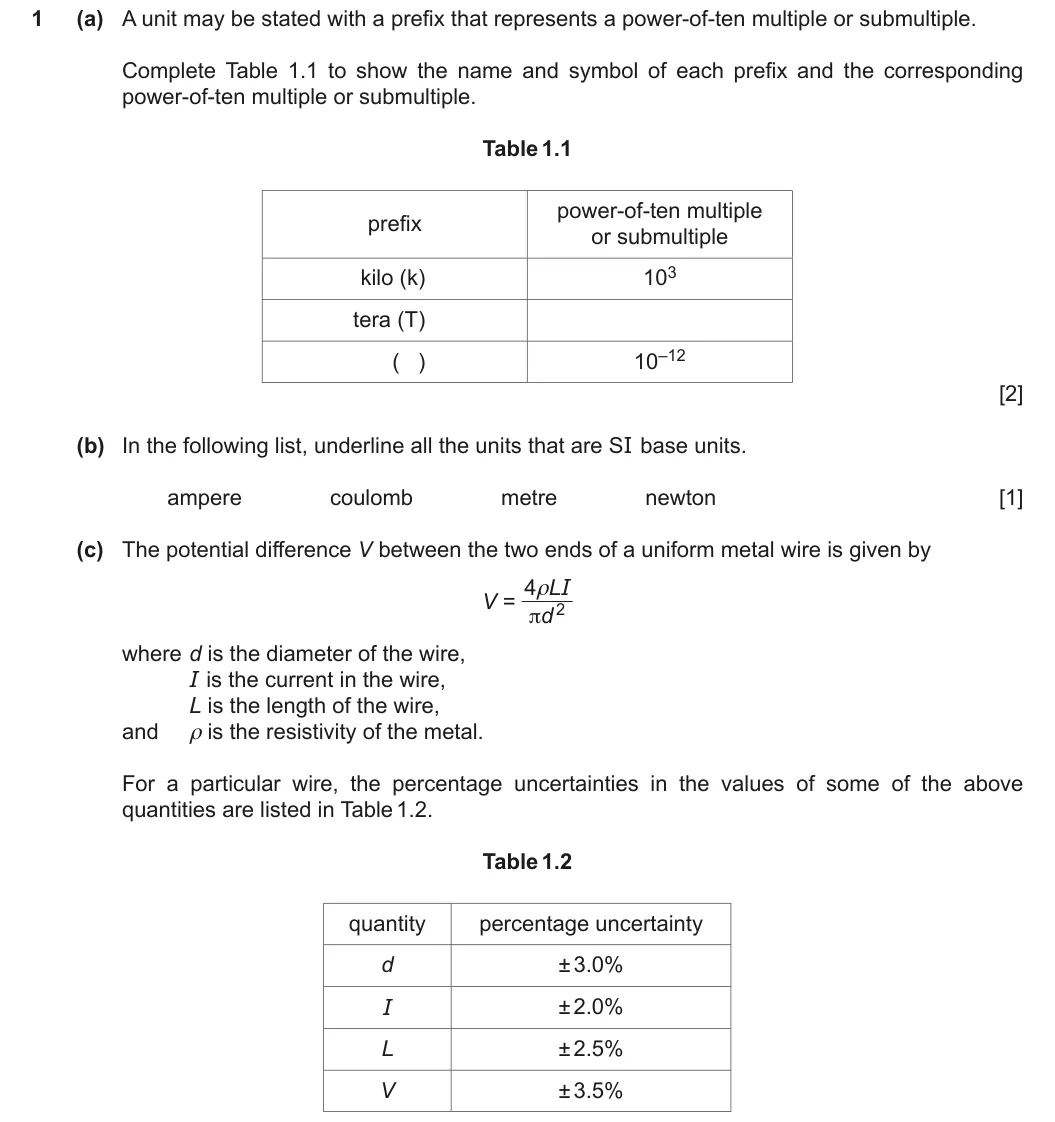 1 (a) A unit may be stated with a prefix that represents a power-of-ten multiple or submultiple.
Complete Table 1.1 to show the name and symbol of each prefix and the corresponding
power-of-ten multiple or submultiple.
Table 1.1
prefix power-of-ten multiple
or submultiple
kilo (k) 10³
tera (T)
( ) 10⁻¹²
[2]
(b) In the following list, underline all the units that are SI base units.
ampere coulomb metre newton [1]
(c) The potential difference V between the two ends of a uniform metal wire is given by
V = 4ρLI / πd²
where d is the diameter of the wire,
I is the current in the wire,
L is the length of the wire,
and ρ is the resistivity of the metal.
For a particular wire, the percentage uncertainties in the values of some of the above
quantities are listed in Table 1.2.
Table 1.2
quantity percentage uncertainty
d ±3.0%
I ±2.0%
L ±2.5%
V ±3.5%